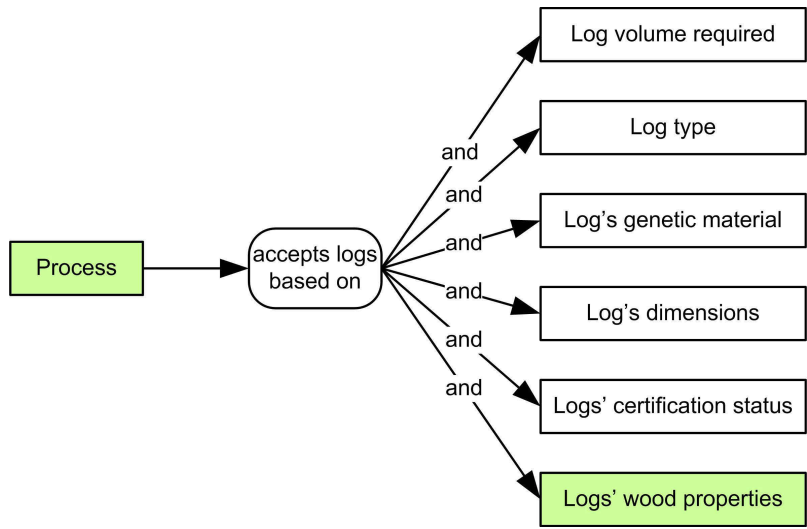 Process
accepts logs
based on
and
and
and
and
and
and
Log volume required
Log type
Log's genetic material
Log's dimensions
Logs’ certification status
Logs’ wood properties